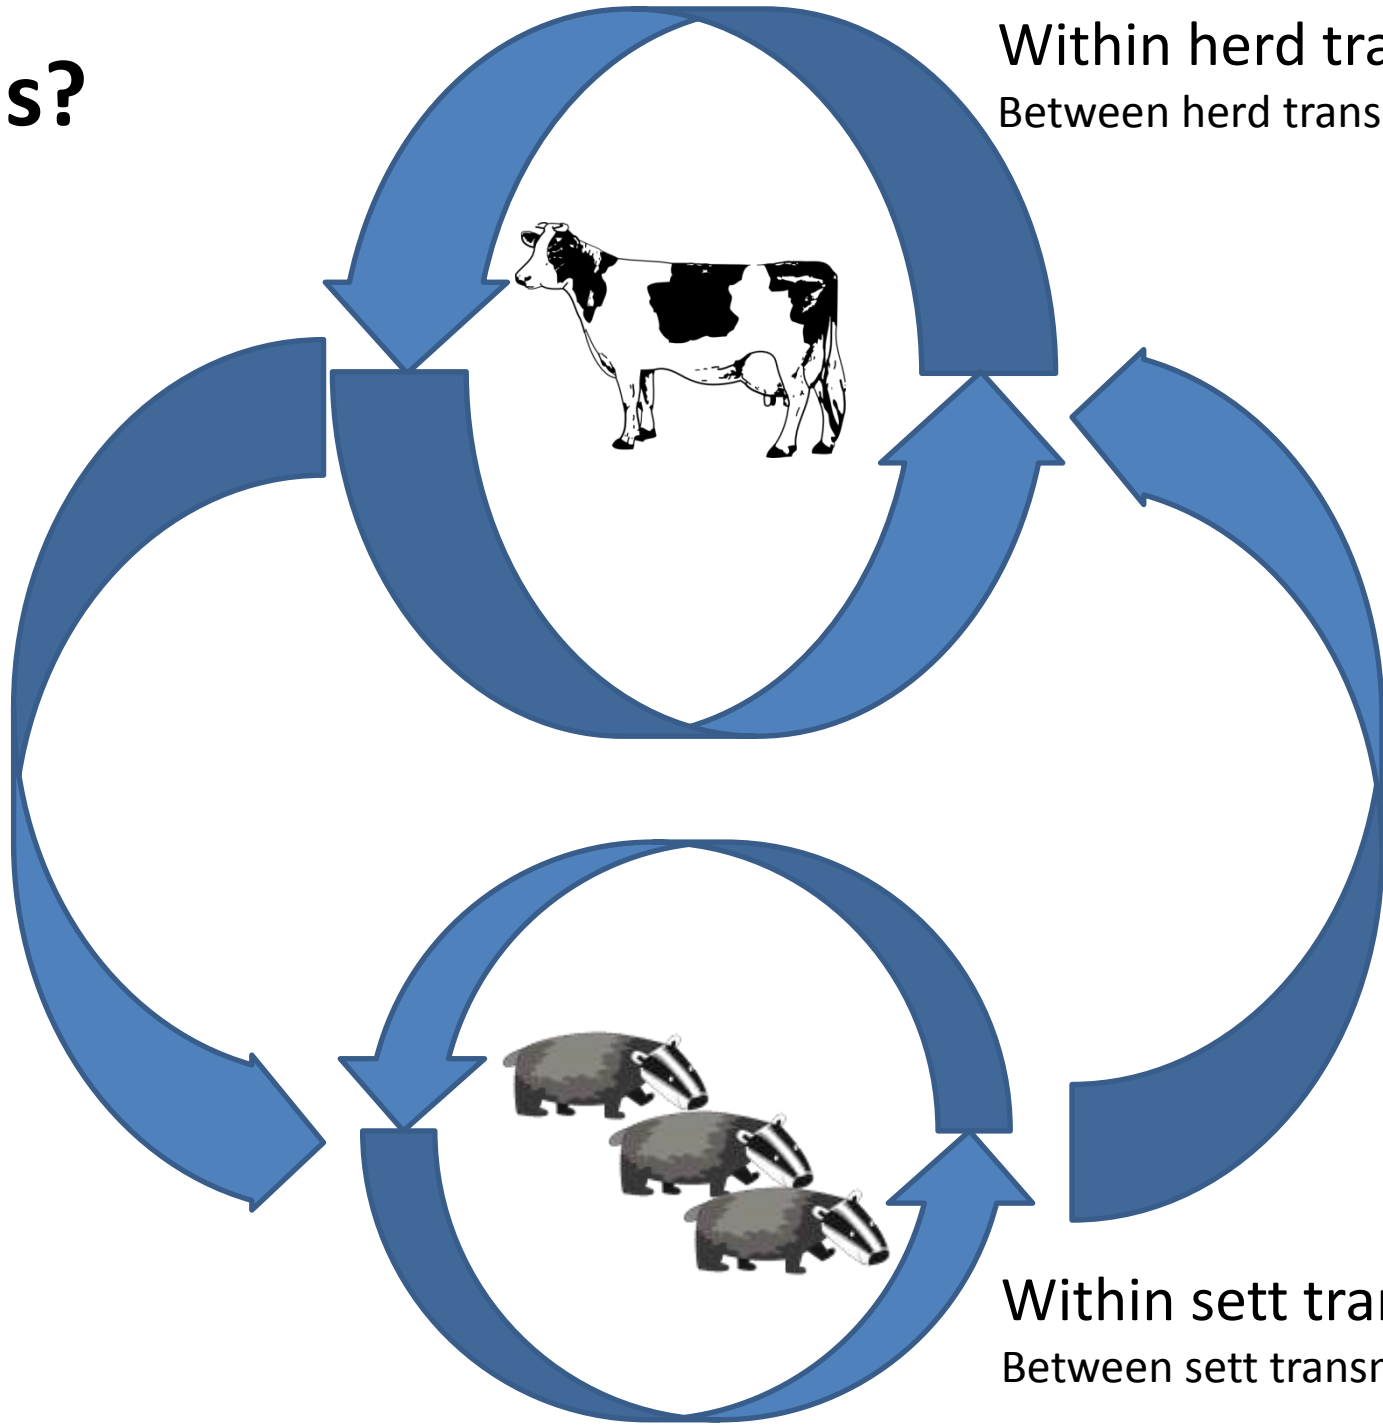 s?
Within herd tra
Between herd trans
Within sett tra
Between sett trans